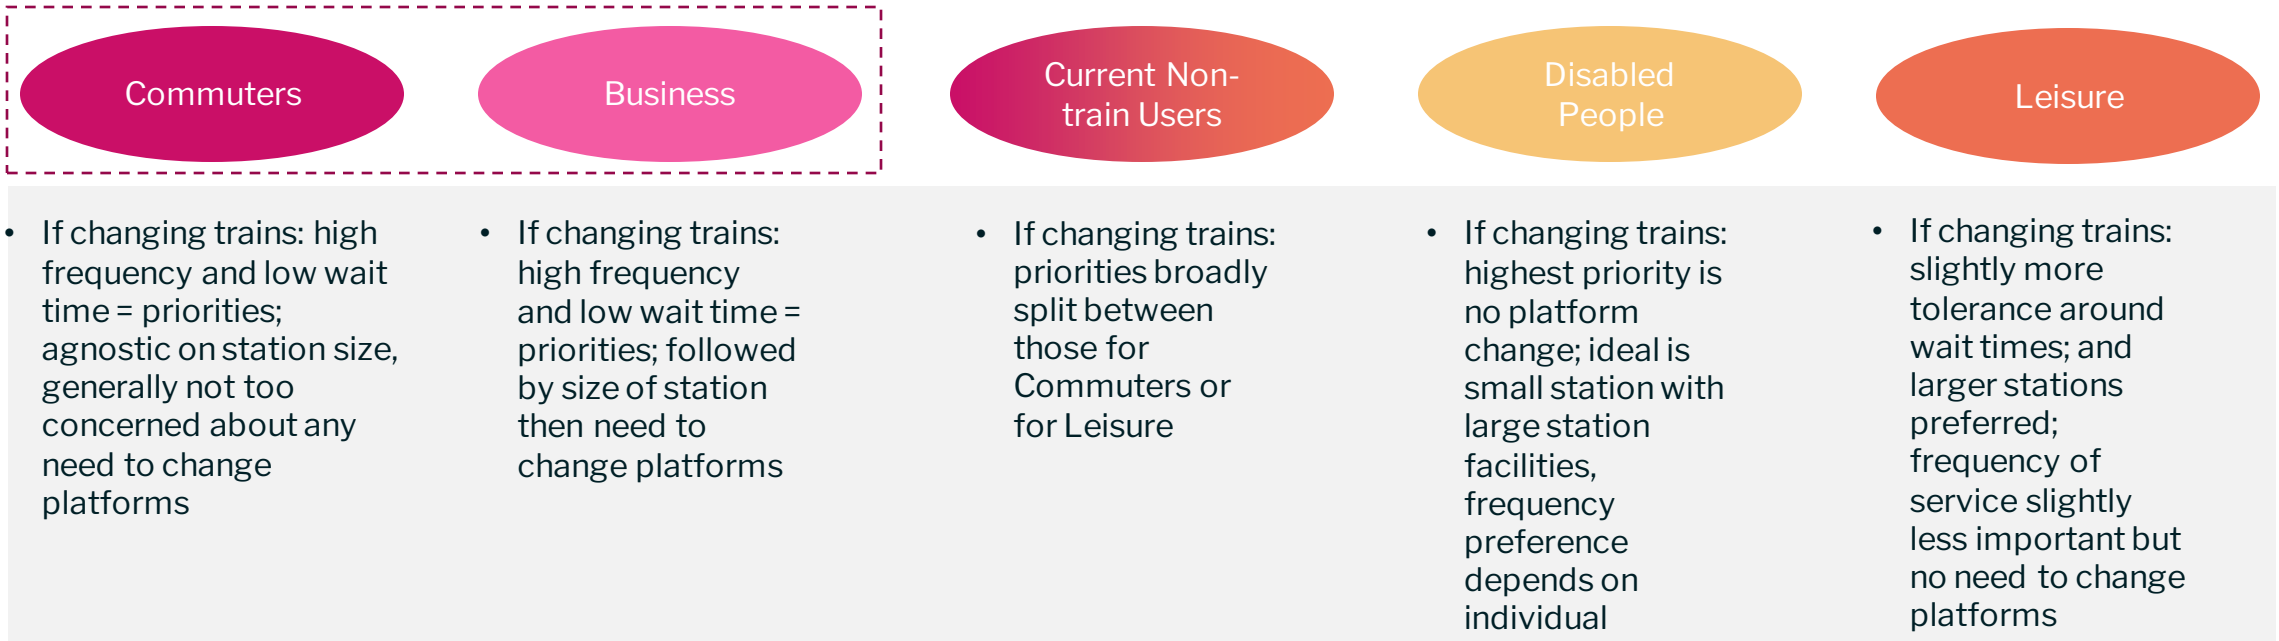 Commuters
Business
Current Non-
train Users
Disabled
People
Leisure
• If changing trains: high
frequency and low wait
time = priorities;
agnostic on station size,
generally not too
concerned about any
need to change
platforms
• If changing trains:
high frequency
and low wait time =
priorities; followed
by size of station
then need to
change platforms
• If changing trains:
priorities broadly
split between
those for
Commuters or
for Leisure
• If changing trains:
highest priority is
no platform
change; ideal is
small station with
large station
facilities,
frequency
preference
depends on
individual
• If changing trains:
slightly more
tolerance around
wait times; and
larger stations
preferred;
frequency of
service slightly
less important but
no need to change
platforms